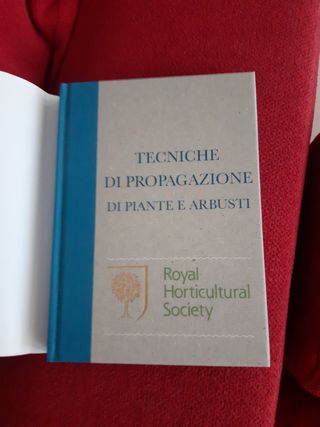 TECNICHE
DI PROPAGAZIONE
DI PIANTE E ARBUSTI
Royal
Horticultural
Society